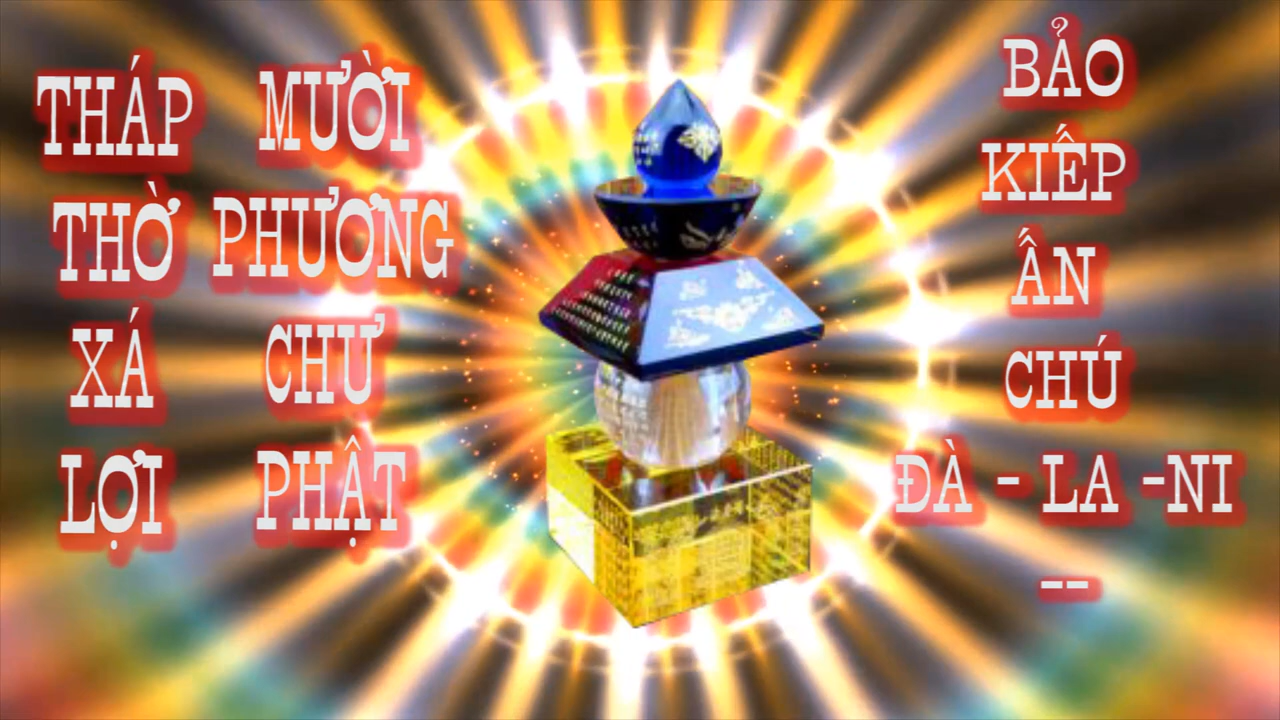 THÁP
THỜ
XÁ
LỢI
MƯỜI
PHƯƠNG
CHƯ
PHẬT
BẢO
KIẾP
ẤN
CHÚ
ĐÀ - LA -NI
--